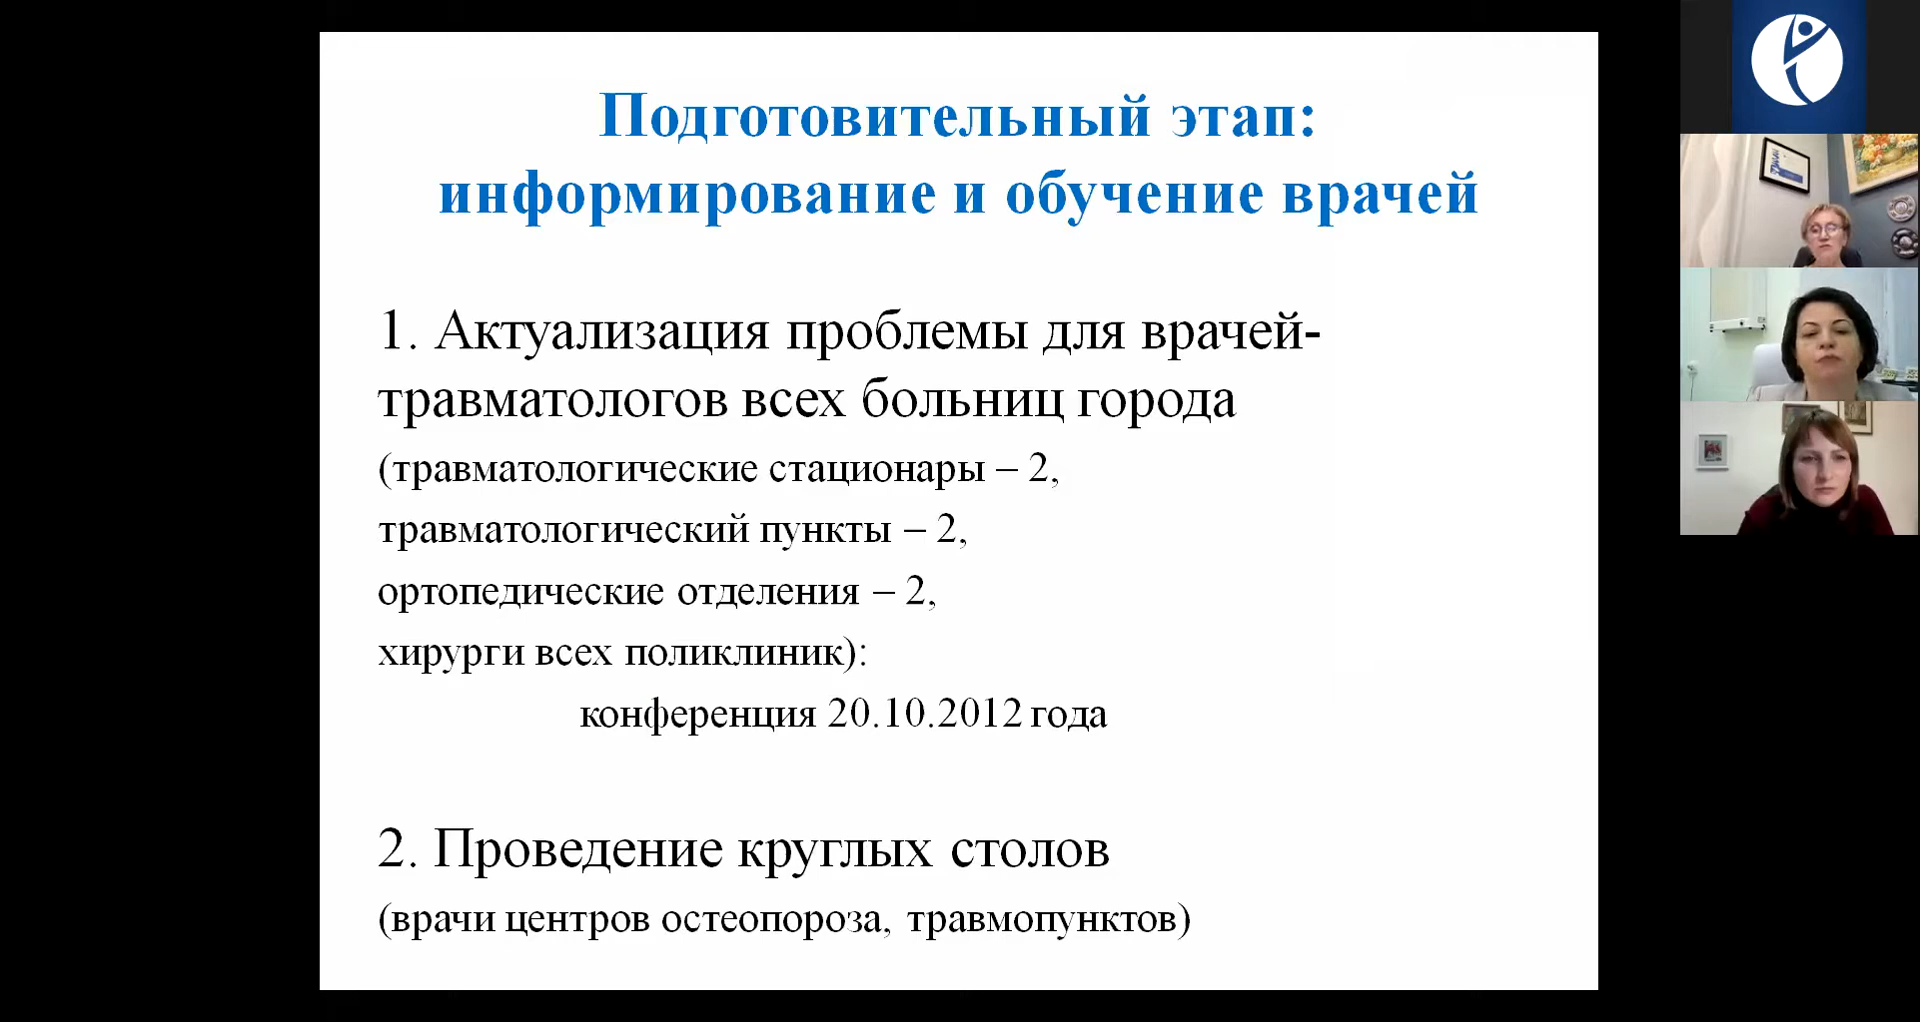 Подготовительный этап:
информирование и обучение врачей
1. Актуализация проблемы для врачей-
травматологов всех больниц города
(травматологические стационары – 2,
травматологический пункты – 2,
ортопедические отделения – 2,
хирурги всех поликлиник):
конференция 20.10.2012 года
2. Проведение круглых столов
(врачи центров остеопороза, травмопунктов)